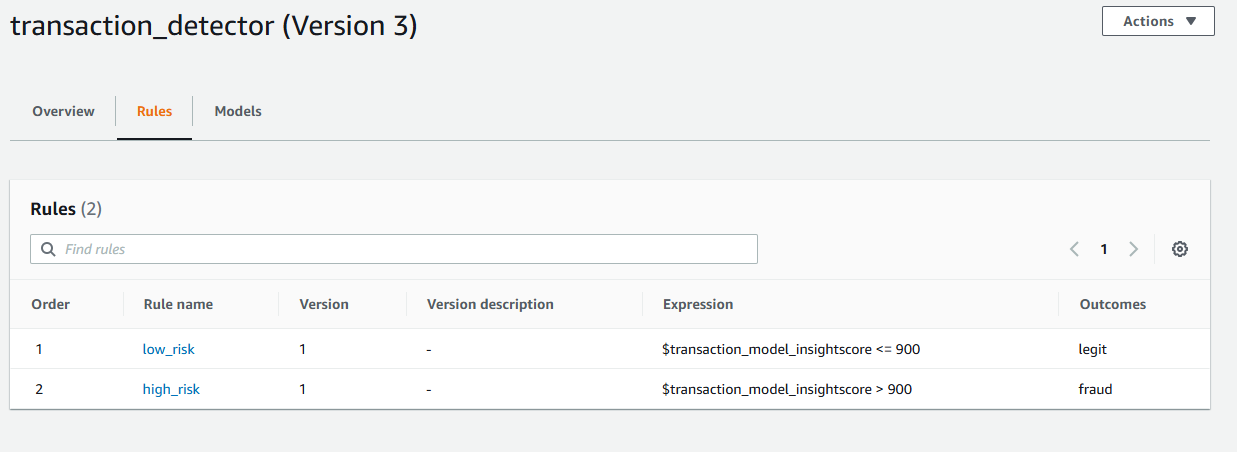 transaction_detector (Version 3)
Actions
Overview Rules Models
Rules (2)
Find rules
1
Order Rule name Version Version description Expression Outcomes
1 low_risk 1 - $transaction_model_insightscore <= 900 legit
2 high_risk 1 - $transaction_model_insightscore > 900 fraud